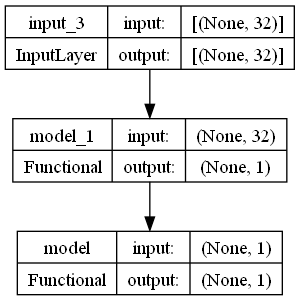 input_3 input: [(None, 32)]
InputLayer output: [(None, 32)]
model_1 input: (None, 32)
Functional output: (None, 1)
model input: (None, 1)
Functional output: (None, 1)